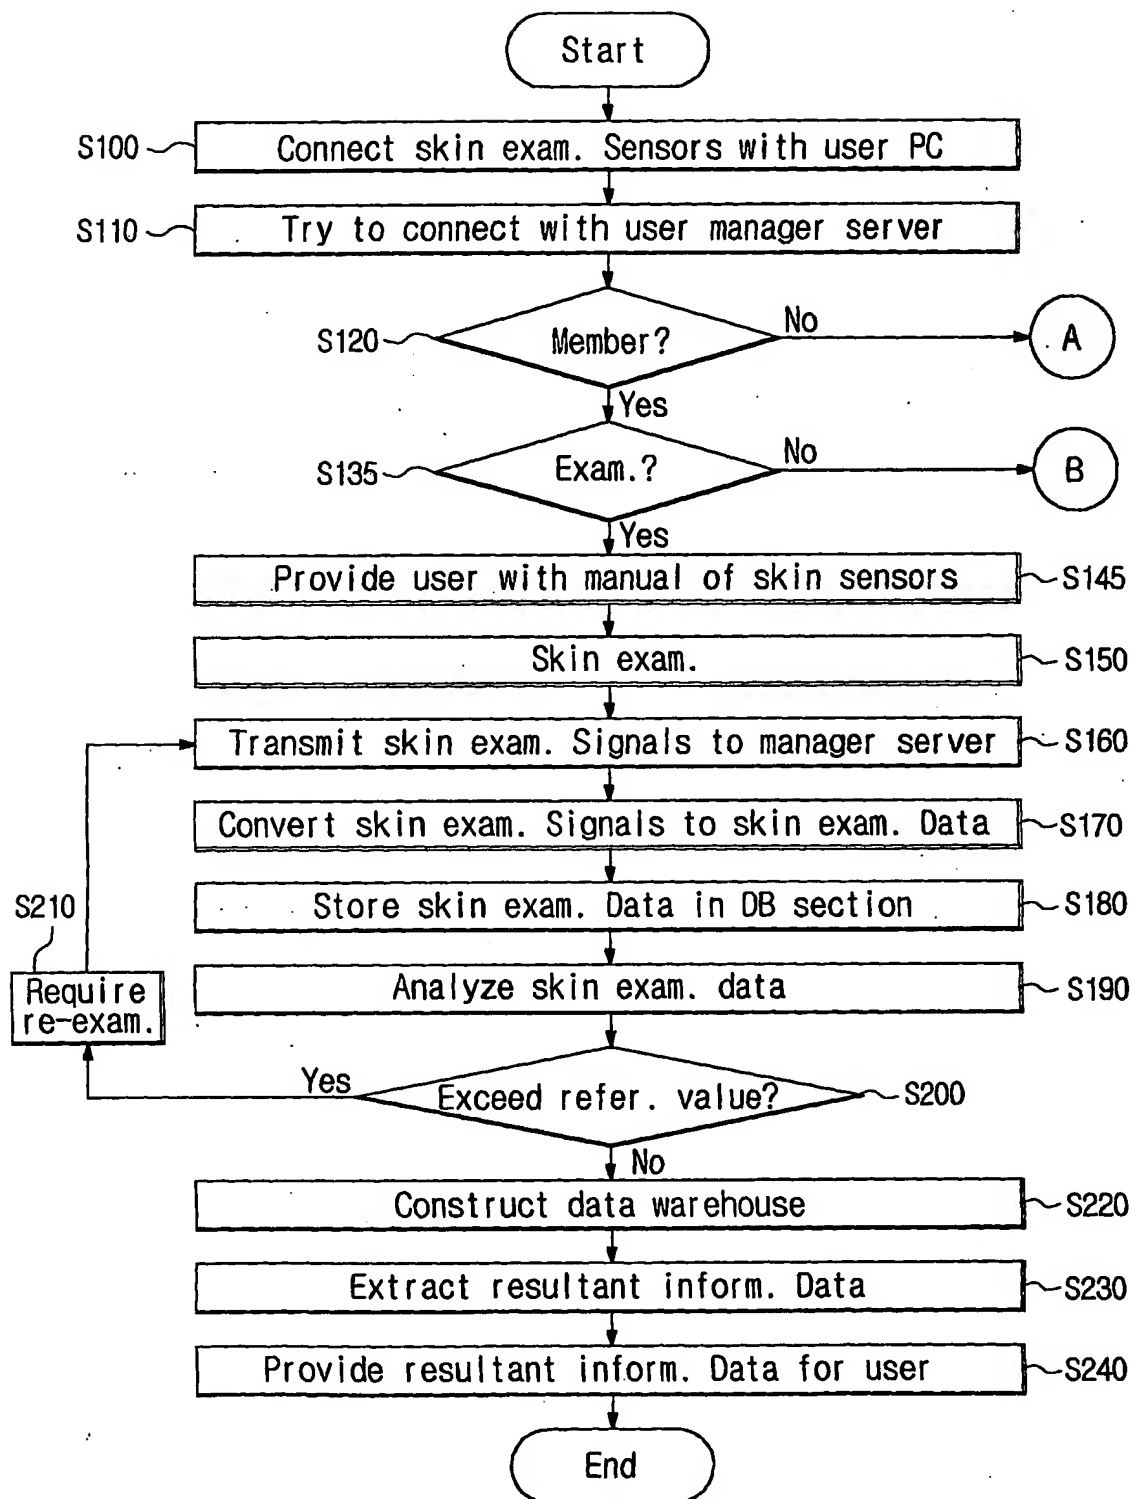 Start
S100
Connect skin exam. Sensors with user PC
S110
Try to connect with user manager server
S120
Member?
No
A
Yes
S135
Exam.?
No
B
Yes
Provide user with manual of skin sensors
S145
Skin exam.
S150
Transmit skin exam. Signals to manager server
S160
Convert skin exam. Signals to skin exam. Data
S170
S210
Store skin exam. Data in DB section
S180
Require
re-exam.
Analyze skin exam. data
S190
Yes
Exceed refer. value?
S200
No
Construct data warehouse
S220
Extract resultant inform. Data
S230
Provide resultant inform. Data for user
S240
End